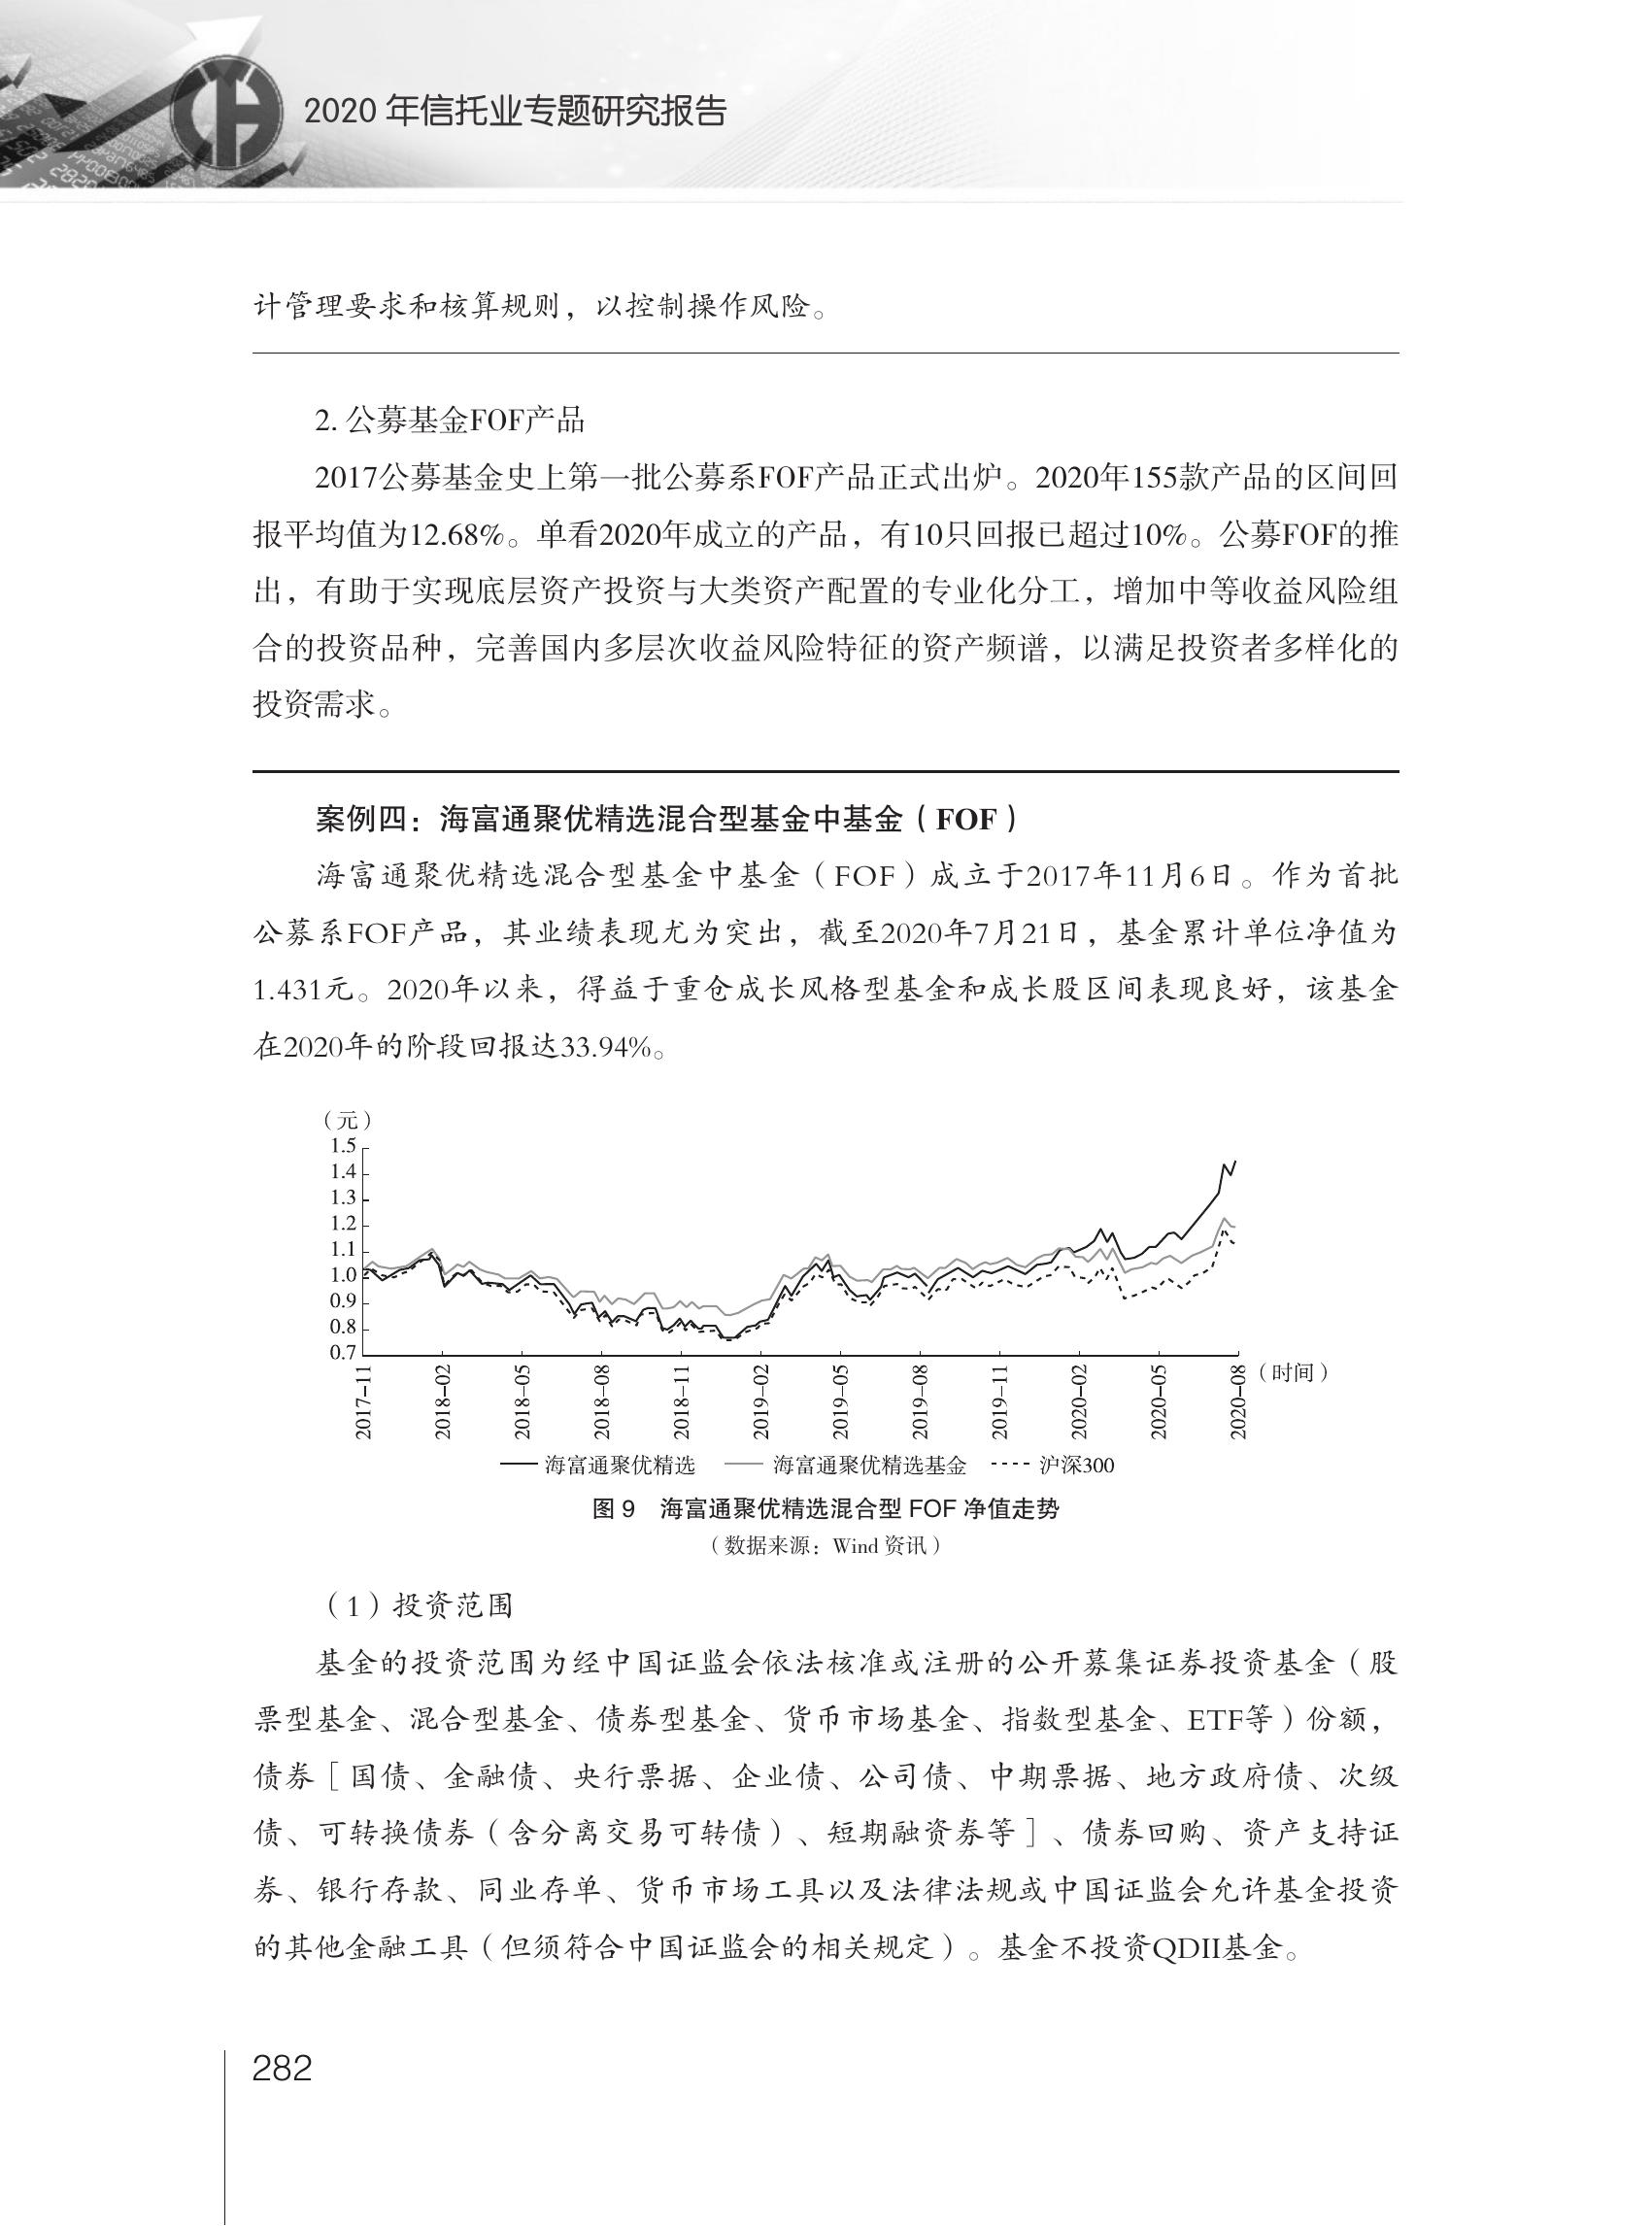 2020 年信托业专题研究报告
计管理要求和核算规则，以控制操作风险。
2. 公募基金FOF产品
2017公募基金史上第一批公募系FOF产品正式出炉。2020年155款产品的区间回
报平均值为12.68%。单看2020年成立的产品，有10只回报已超过10%。公募FOF的推
出，有助于实现底层资产投资与大类资产配置的专业化分工，增加中等收益风险组
合的投资品种，完善国内多层次收益风险特征的资产频谱，以满足投资者多样化的
投资需求。
案例四：海富通聚优精选混合型基金中基金（FOF）
海富通聚优精选混合型基金中基金（FOF）成立于2017年11月6日。作为首批
公募系FOF产品，其业绩表现尤为突出，截至2020年7月21日，基金累计单位净值为
1.431元。2020年以来，得益于重仓成长风格型基金和成长股区间表现良好，该基金
在2020年的阶段回报达33.94%。
（元）
1.5
1.4
1.3
1.2
1.1
1.0
0.9
0.8
0.7
2017–11
2018–02
2018–05
2018–08
2018–11
2019–02
2019–05
2019–08
2019–11
2020–02
2020–05
2020–08
（时间）
海富通聚优精选 海富通聚优精选基金 沪深300
图 9 海富通聚优精选混合型 FOF 净值走势
（数据来源：Wind 资讯）
（1）投资范围
基金的投资范围为经中国证监会依法核准或注册的公开募集证券投资基金（股
票型基金、混合型基金、债券型基金、货币市场基金、指数型基金、ETF等）份额，
债券［国债、金融债、央行票据、企业债、公司债、中期票据、地方政府债、次级
债、可转换债券（含分离交易可转债）、短期融资券等］、债券回购、资产支持证
券、银行存款、同业存单、货币市场工具以及法律法规或中国证监会允许基金投资
的其他金融工具（但须符合中国证监会的相关规定）。基金不投资QDII基金。
282